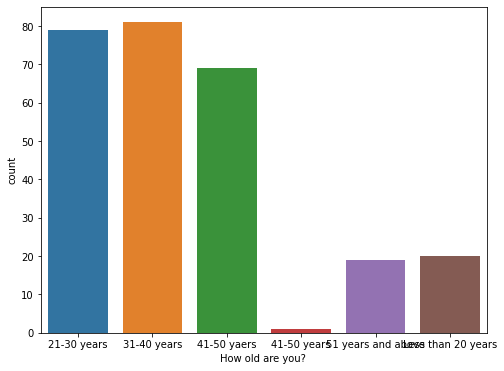 80
70
60
50
40
30
20
10
0
count
21-30 years
31-40 years
41-50 yaers
41-50 years
51 years and above
Less than 20 years
How old are you?